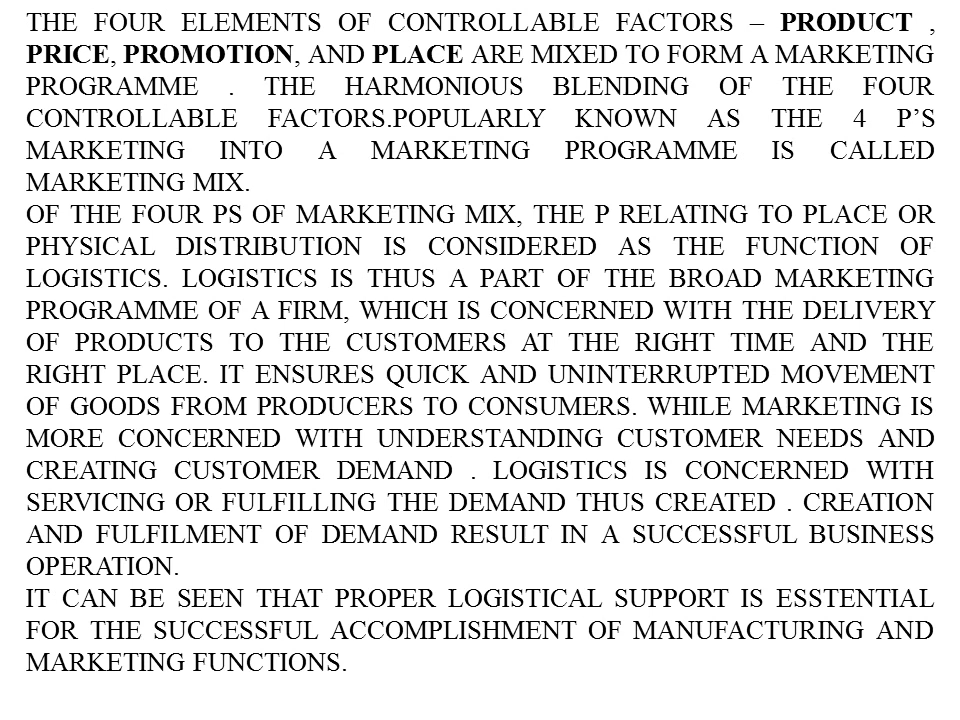 THE FOUR ELEMENTS OF CONTROLLABLE FACTORS – PRODUCT ,
PRICE, PROMOTION, AND PLACE ARE MIXED TO FORM A MARKETING
PROGRAMME . THE HARMONIOUS BLENDING OF THE FOUR
CONTROLLABLE FACTORS.POPULARLY KNOWN AS THE 4 P’S
MARKETING INTO A MARKETING PROGRAMME IS CALLED
MARKETING MIX.
OF THE FOUR PS OF MARKETING MIX, THE P RELATING TO PLACE OR
PHYSICAL DISTRIBUTION IS CONSIDERED AS THE FUNCTION OF
LOGISTICS. LOGISTICS IS THUS A PART OF THE BROAD MARKETING
PROGRAMME OF A FIRM, WHICH IS CONCERNED WITH THE DELIVERY
OF PRODUCTS TO THE CUSTOMERS AT THE RIGHT TIME AND THE
RIGHT PLACE. IT ENSURES QUICK AND UNINTERRUPTED MOVEMENT
OF GOODS FROM PRODUCERS TO CONSUMERS. WHILE MARKETING IS
MORE CONCERNED WITH UNDERSTANDING CUSTOMER NEEDS AND
CREATING CUSTOMER DEMAND . LOGISTICS IS CONCERNED WITH
SERVICING OR FULFILLING THE DEMAND THUS CREATED . CREATION
AND FULFILMENT OF DEMAND RESULT IN A SUCCESSFUL BUSINESS
OPERATION.
IT CAN BE SEEN THAT PROPER LOGISTICAL SUPPORT IS ESSTENTIAL
FOR THE SUCCESSFUL ACCOMPLISHMENT OF MANUFACTURING AND
MARKETING FUNCTIONS.